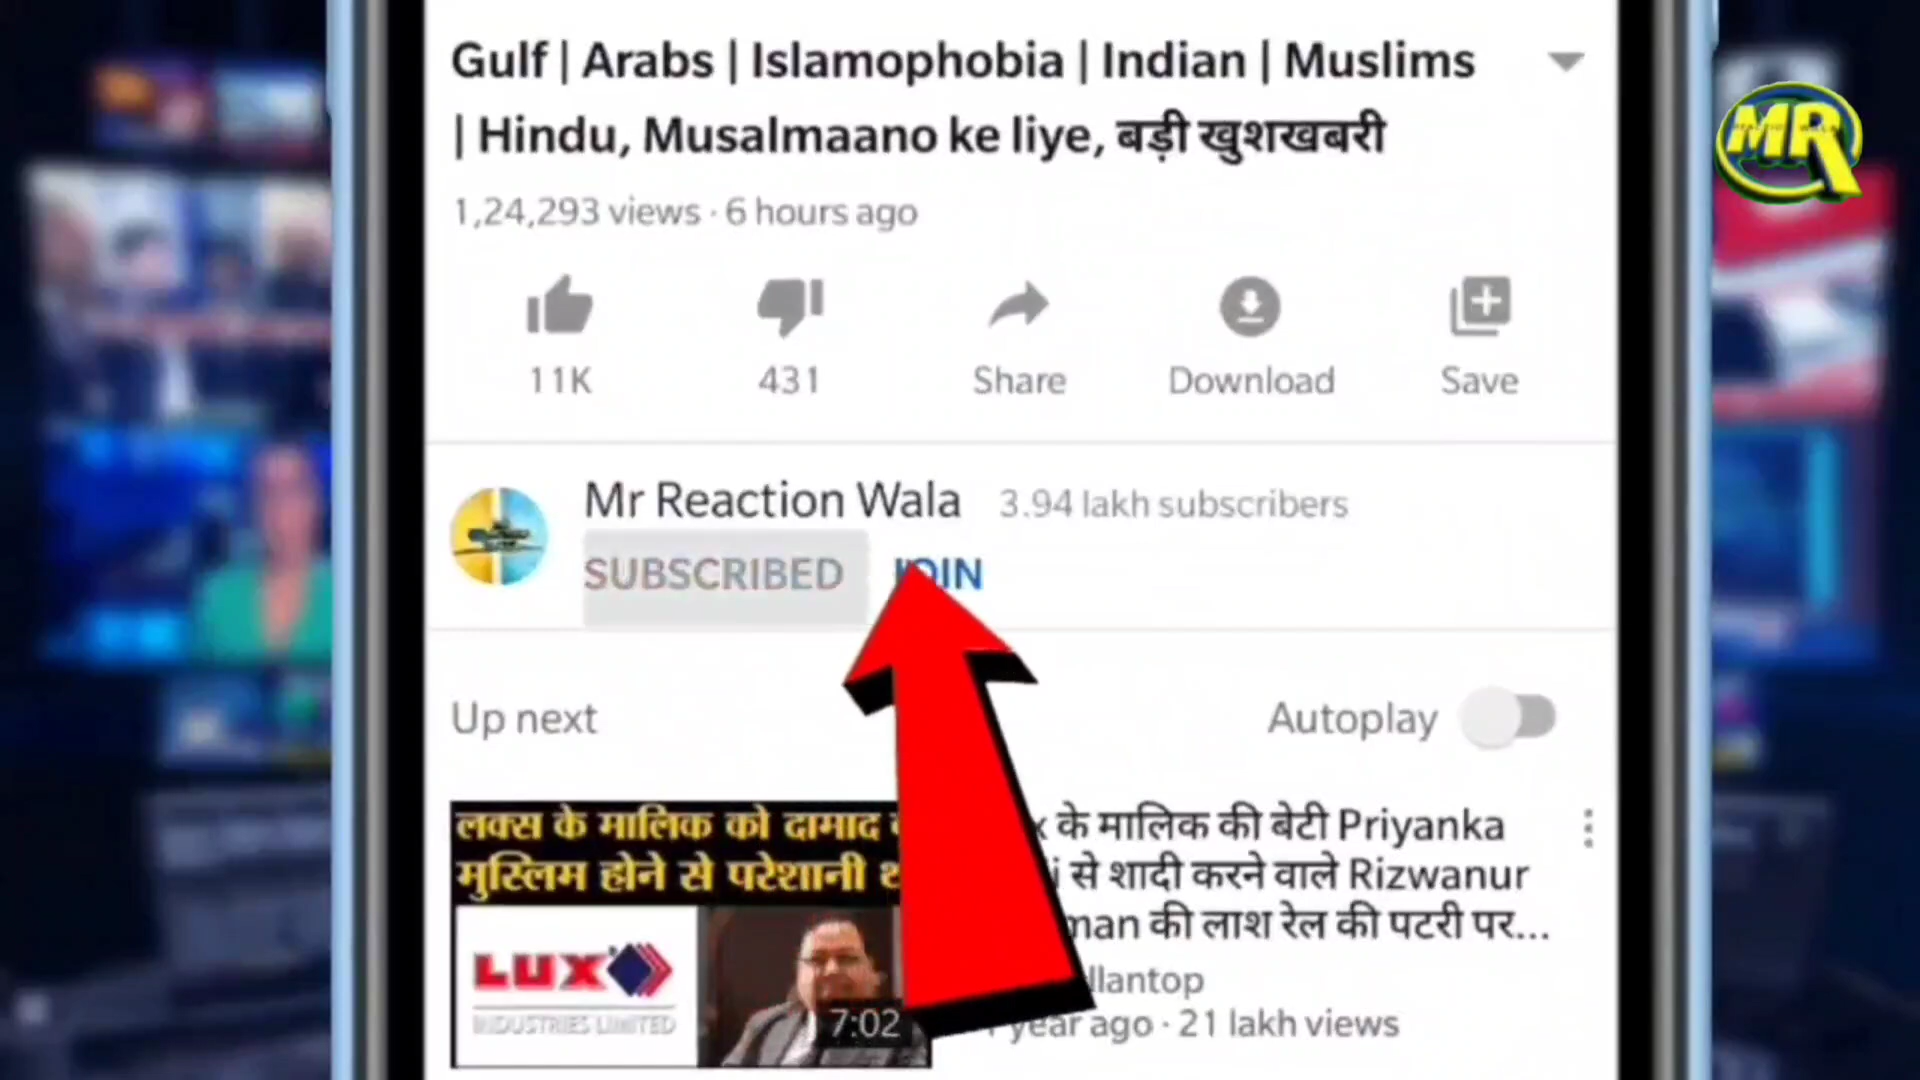 Gulf | Arabs | Islamophobia | Indian | Muslims
| Hindu, Musalmaano ke liye, बड़ी खुशखबरी
MR
1,24,293 views · 6 hours ago
11K
431
Share
Download
Save
Mr Reaction Wala
3.94 lakh subscribers
SUBSCRIBED
JOIN
Up next
Autoplay
लक्स के मालिक को दामाद
मुस्लिम होने से परेशानी
LUX
INDUSTRIES LIMITED
7:02
के मालिक की बेटी Priyanka
से शादी करने वाले Rizwanur
की लाश रेल की पटरी पर...
year ago · 21 lakh views